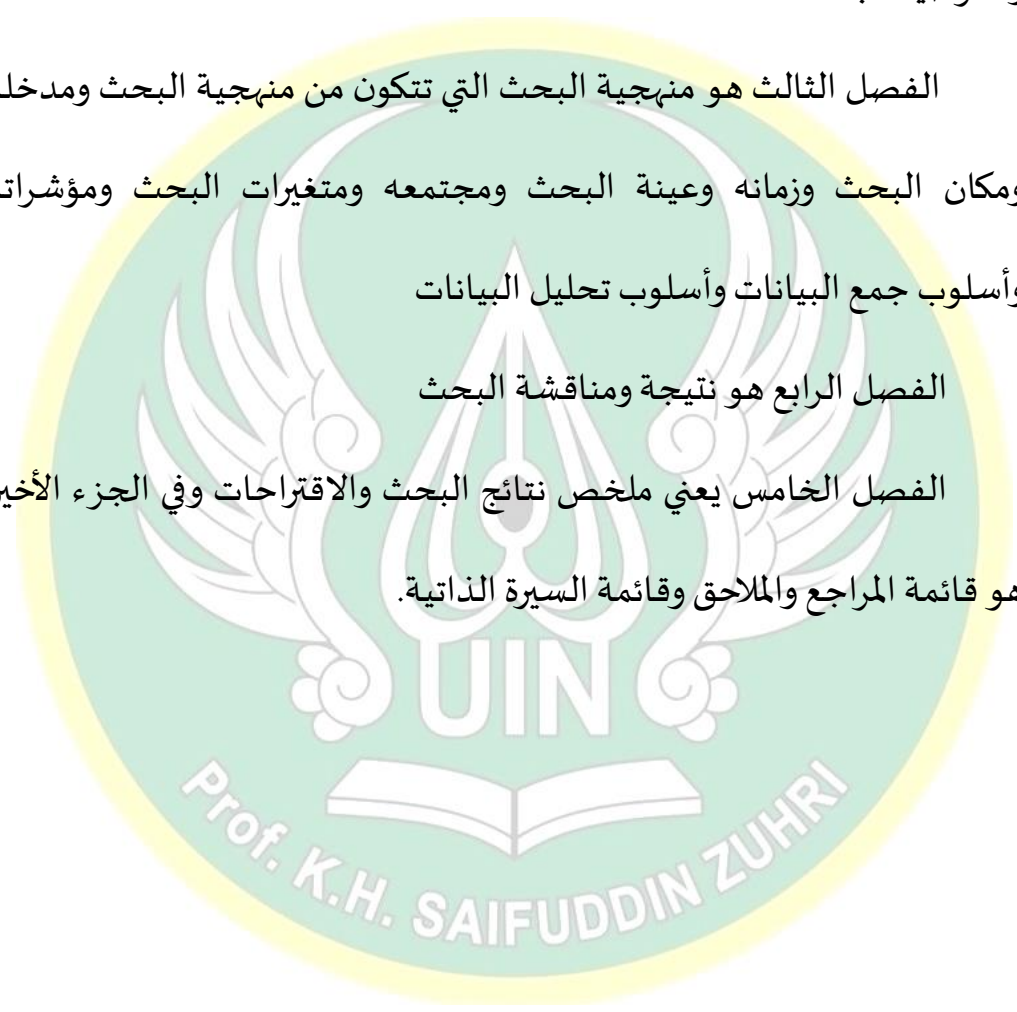 الفصل الثالث هو منهجية البحث التي تتكون من منهجية البحث ومدخلـ
ومكان البحث وزمانه وعينة البحث ومجتمعه ومتغيرات البحث ومؤشراتـ
وأسلوب جمع البيانات وأسلوب تحليل البيانات
الفصل الرابع هو نتيجة ومناقشة البحث
الفصل الخامس يعني ملخص نتائج البحث والاقتراحات وفي الجزء الأخير
هو قائمة المراجع والملاحق وقائمة السيرة الذاتية.
UIN
Prof. K.H. SAIFUDDIN ZUHRI